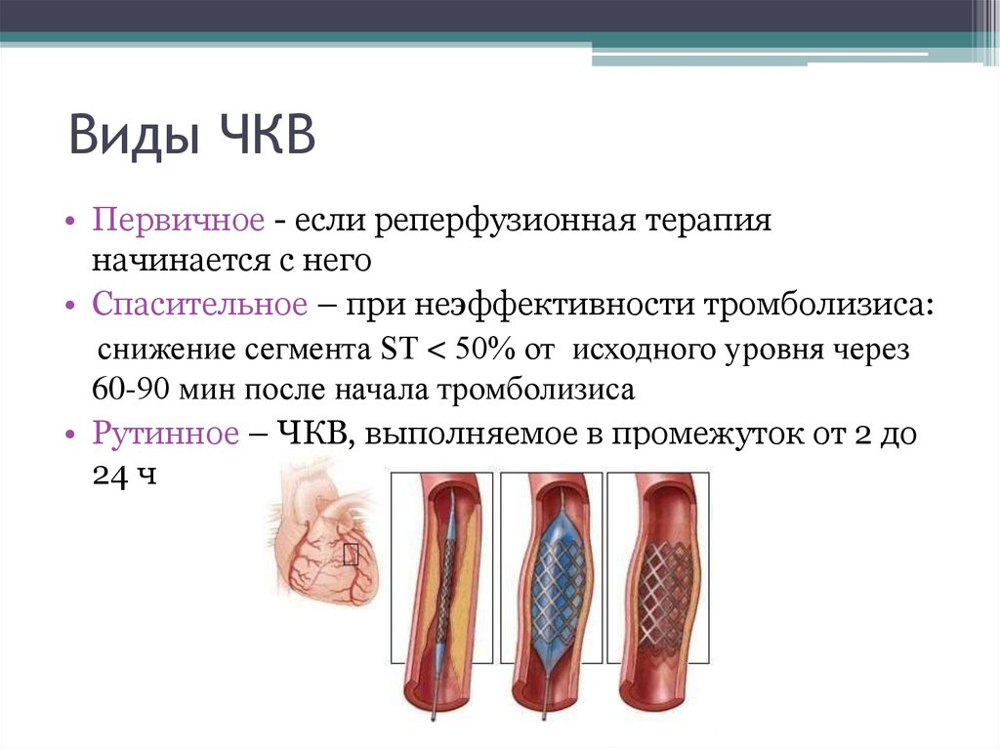 Виды ЧКВ
• Первичное - если реперфузионная терапия
начинается с него
• Спасительное – при неэффективности тромболизиса:
снижение сегмента ST < 50% от исходного уровня через
60-90 мин после начала тромболизиса
• Рутинное – ЧКВ, выполняемое в промежуток от 2 до
24 ч